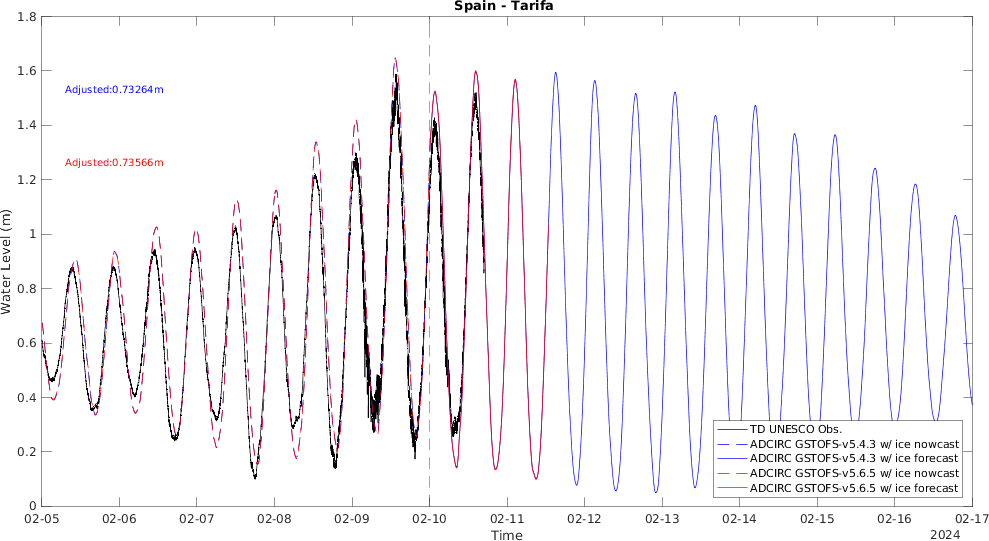 Spain - Tarifa
1.8
1.6
1.4
1.2
1
0.8
0.6
0.4
0.2
0
Water Level (m)
Adjusted:0.73264m
Adjusted:0.73566m
TD UNESCO Obs.
ADCIRC GSTOFS-v5.4.3 w/ ice nowcast
ADCIRC GSTOFS-v5.4.3 w/ ice forecast
ADCIRC GSTOFS-v5.6.5 w/ ice nowcast
ADCIRC GSTOFS-v5.6.5 w/ ice forecast
02-05 02-06 02-07 02-08 02-09 02-10 02-11 02-12 02-13 02-14 02-15 02-16 02-17
Time
2024